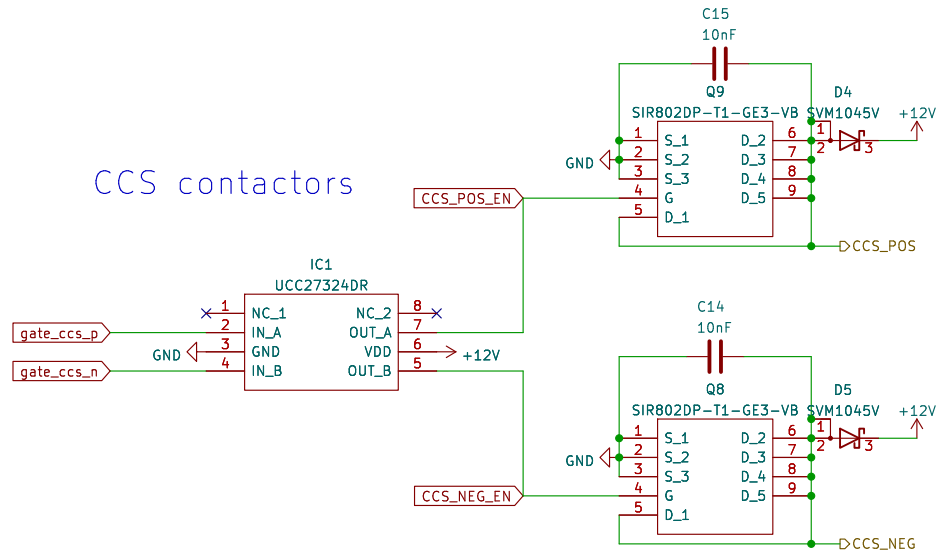 C15
10nF
Q9
SIR802DP-T1-GE3-VB
D4
SVM1045V
+12V
1 S_1
2 S_2
3 S_3
4 G
5 D_1
D_2 6
D_3 7
D_4 8
D_5 9
1
2
3
GND
CCS contactors
CCS_POS_EN
CCS_POS
IC1
UCC27324DR
1 NC_1
2 IN_A
3 GND
4 IN_B
NC_2 8
OUT_A 7
VDD 6
OUT_B 5
gate_ccs_p
GND
gate_ccs_n
+12V
C14
10nF
Q8
SIR802DP-T1-GE3-VB
D5
SVM1045V
+12V
1 S_1
2 S_2
3 S_3
4 G
5 D_1
D_2 6
D_3 7
D_4 8
D_5 9
1
2
3
GND
CCS_NEG_EN
CCS_NEG